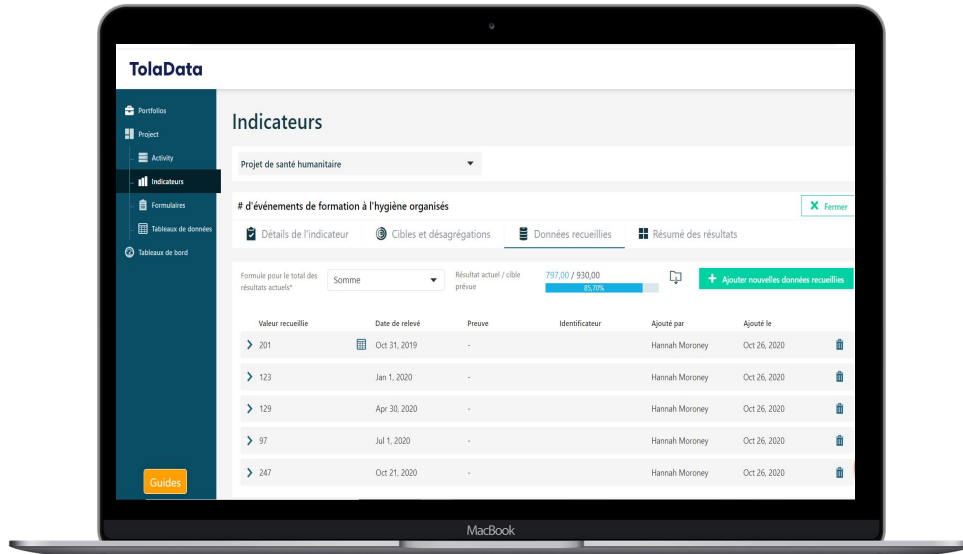 TolaData
Portfolios
Project
Activity
Indicateurs
Formulaires
Tableaux de données
Tableaux de bord
Guides
Indicateurs
Projet de santé humanitaire
# d'événements de formation à l'hygiène organisés
Fermer
Détails de l'indicateur Cibles et désagrégations Données recueillies Résumé des résultats
Formule pour le total des résultats actuels*
Somme
Résultat actuel / cible prévue
797,00 / 930,00
85,70%
+ Ajouter nouvelles données recueillies
Valeur recueillie Date de relevé Preuve Identificateur Ajouté par Ajouté le
201 Oct 31, 2019 - Hannah Moroney Oct 26, 2020
123 Jan 1, 2020 - Hannah Moroney Oct 26, 2020
129 Apr 30, 2020 - Hannah Moroney Oct 26, 2020
97 Jul 1, 2020 - Hannah Moroney Oct 26, 2020
247 Oct 21, 2020 - Hannah Moroney Oct 26, 2020
MacBook